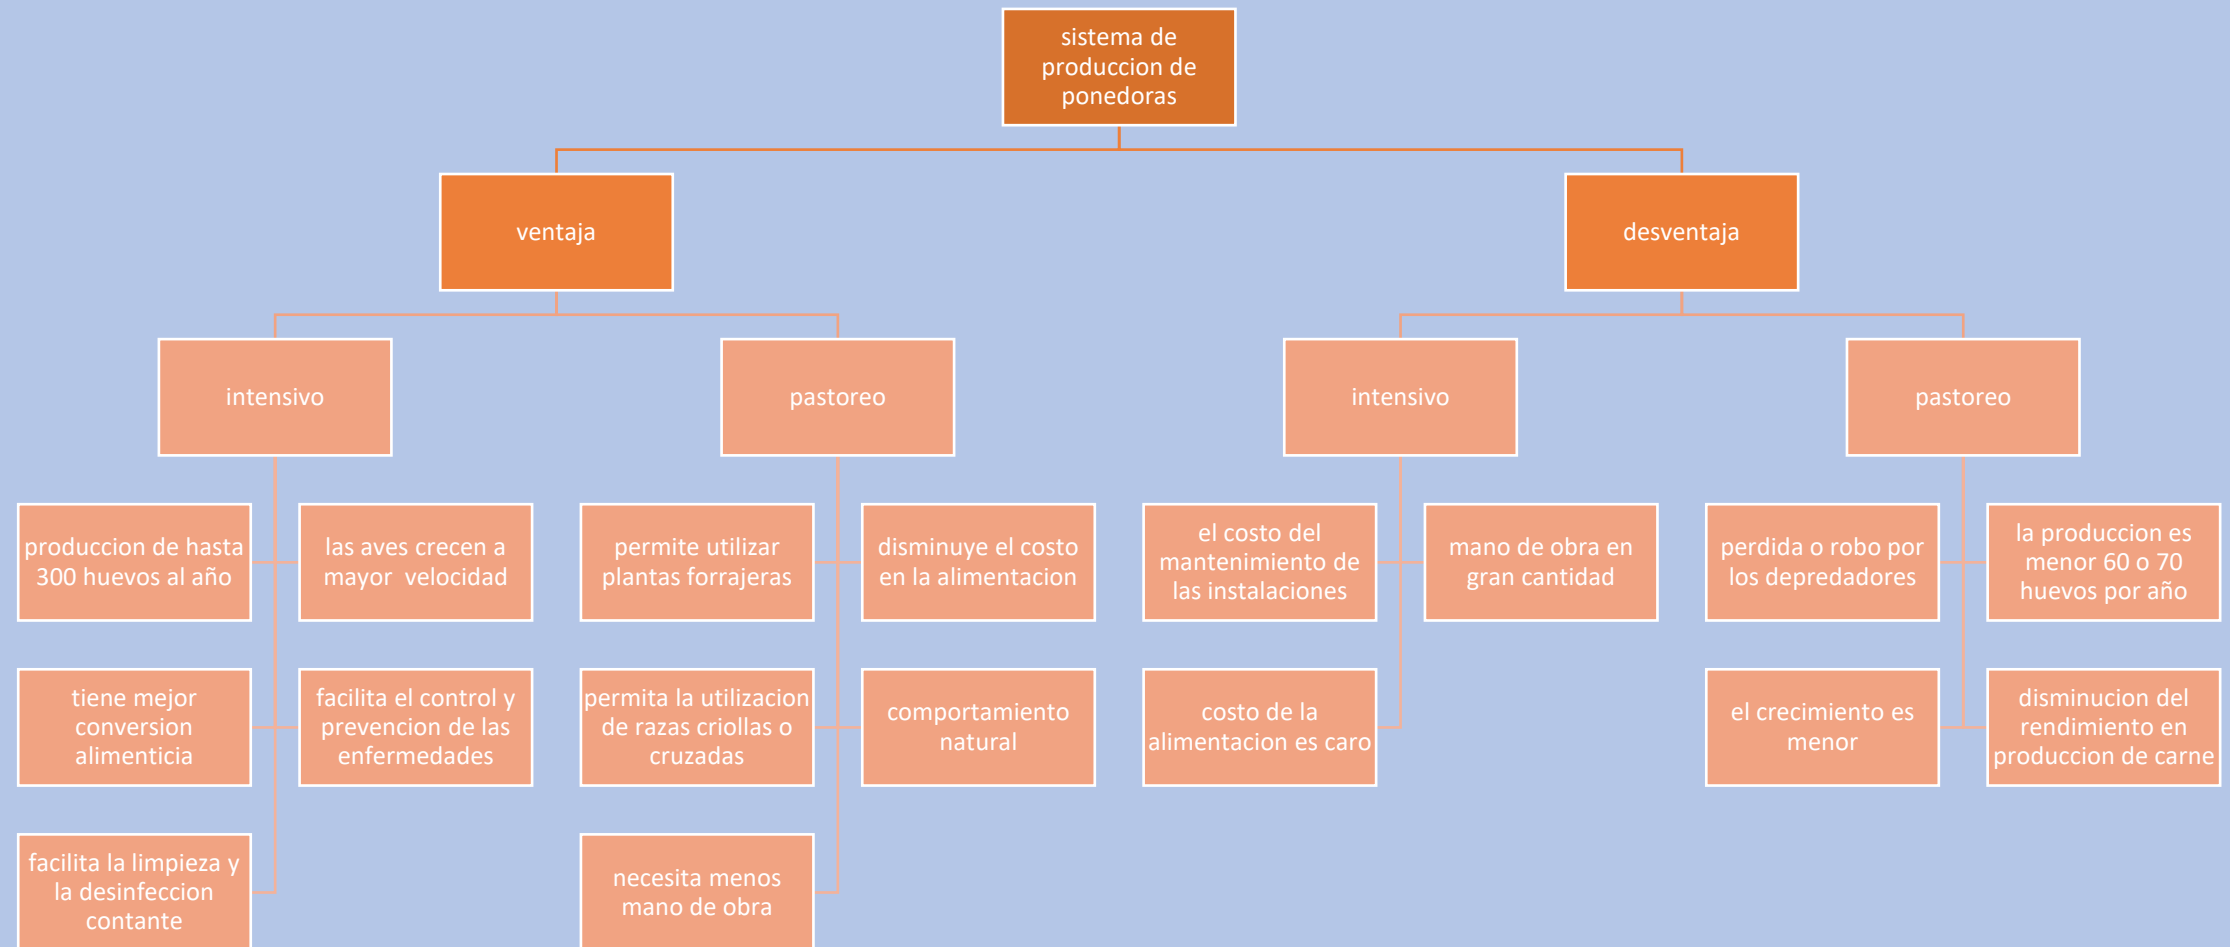 sistema de
produccion de
ponedoras
ventaja
desventaja
intensivo
pastoreo
intensivo
pastoreo
produccion de hasta
300 huevos al año
las aves crecen a
mayor velocidad
permite utilizar
plantas forrajeras
disminuye el costo
en la alimentacion
el costo del
mantenimiento de
las instalaciones
mano de obra en
gran cantidad
perdida o robo por
los depredadores
la produccion es
menor 60 o 70
huevos por año
tiene mejor
conversion
alimenticia
facilita el control y
prevencion de las
enfermedades
permita la utilizacion
de razas criollas o
cruzadas
comportamiento
natural
costo de la
alimentacion es caro
el crecimiento es
menor
disminucion del
rendimiento en
produccion de carne
facilita la limpieza y
la desinfeccion
contante
necesita menos
mano de obra